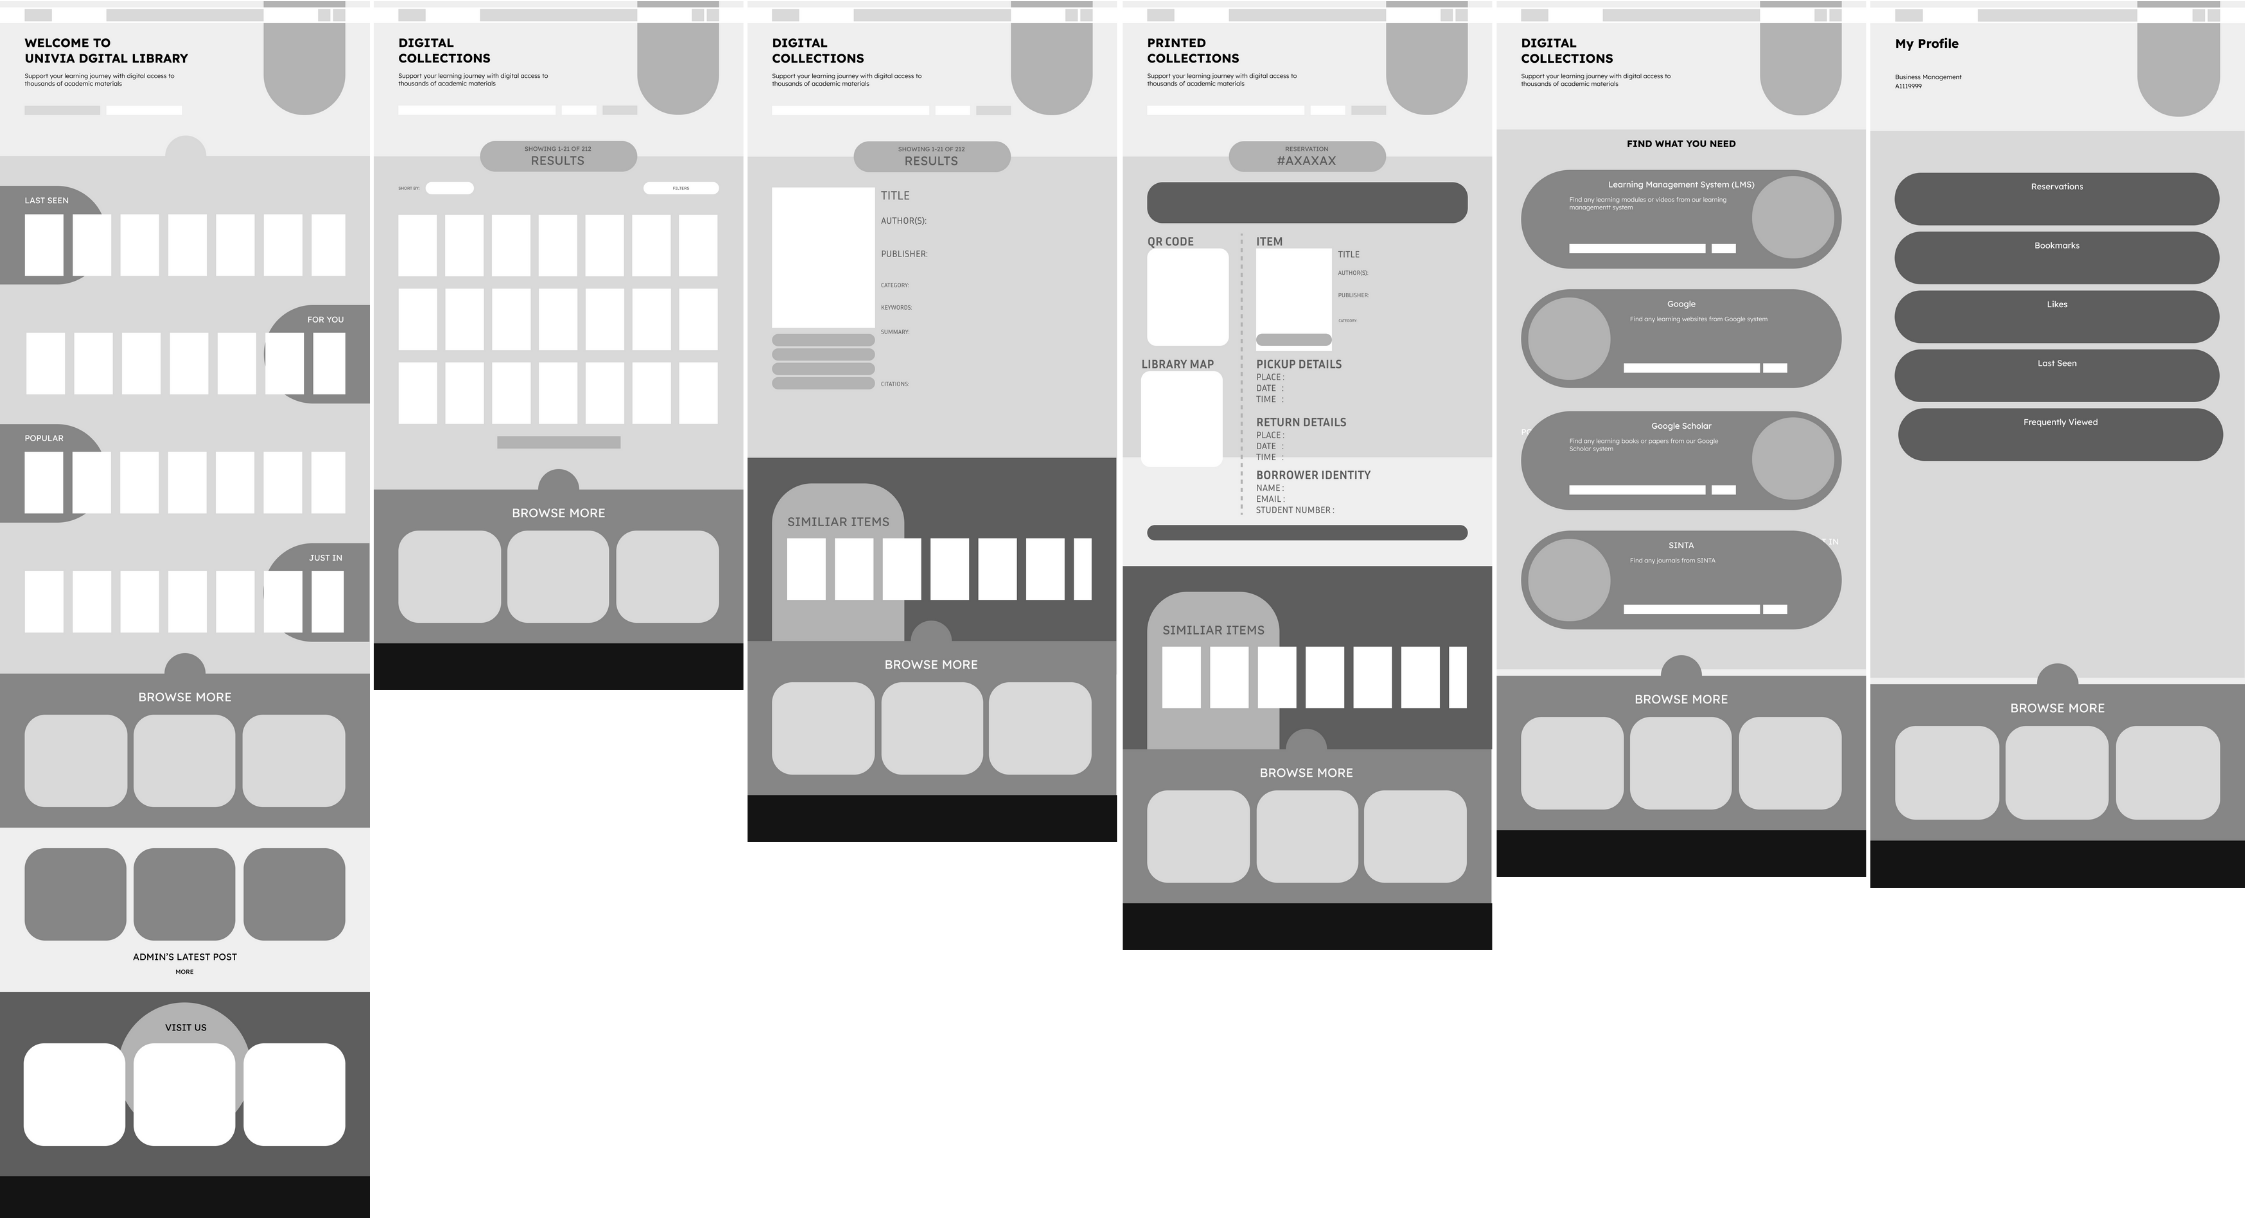 WELCOME TO
UNIVIA DGITAL LIBRARY
Support your learning journey with digital access to
thousands of academic materials
LAST SEEN
FOR YOU
POPULAR
JUST IN
BROWSE MORE
ADMIN'S LATEST POST
MORE
VISIT US
DIGITAL
COLLECTIONS
Support your learning journey with digital access to
thousands of academic materials
SHOWING 1-21 OF 212
RESULTS
SHORT BY:
FILTERS
BROWSE MORE
DIGITAL
COLLECTIONS
Support your learning journey with digital access to
thousands of academic materials
SHOWING 1-21 OF 212
RESULTS
TITLE
AUTHOR(S):
PUBLISHER:
CATEGORY:
KEYWORDS:
SUMMARY:
CITATIONS:
SIMILIAR ITEMS
BROWSE MORE
PRINTED
COLLECTIONS
Support your learning journey with digital access to
thousands of academic materials
RESERVATION
#AXAXAX
QR CODE
LIBRARY MAP
ITEM
TITLE
AUTHOR(S):
PUBLISHER:
CATEGORY:
PICKUP DETAILS
PLACE :
DATE :
TIME :
RETURN DETAILS
PLACE :
DATE :
TIME :
BORROWER IDENTITY
NAME :
EMAIL :
STUDENT NUMBER :
SIMILIAR ITEMS
BROWSE MORE
DIGITAL
COLLECTIONS
Support your learning journey with digital access to
thousands of academic materials
FIND WHAT YOU NEED
Learning Management System (LMS)
Find any learning modules or videos from our learning
managementt system
Google
Find any learning websites from Google system
PO
Google Scholar
Find any learning books or papers from our Google
Scholar system
IN
SINTA
Find any journals from SINTA
BROWSE MORE
My Profile
Business Management
A1119999
Reservations
Bookmarks
Likes
Last Seen
Frequently Viewed
BROWSE MORE